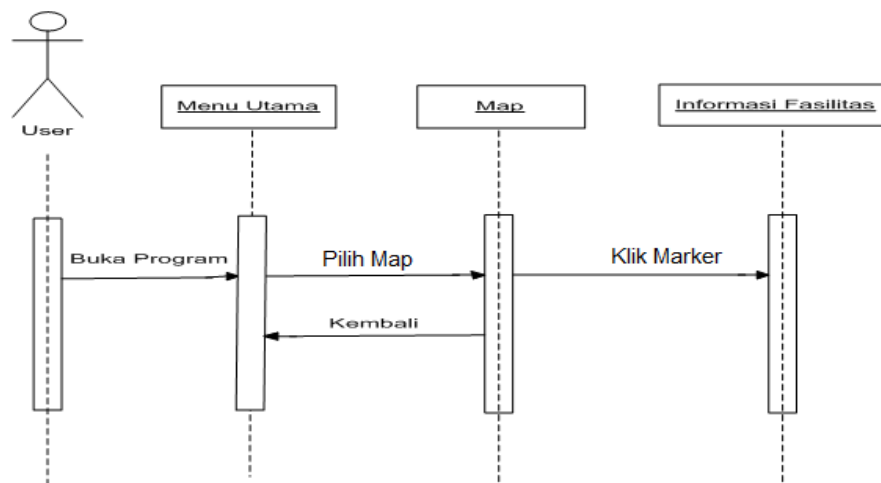 User
Menu Utama
Map
Informasi Fasilitas
Buka Program
Pilih Map
Klik Marker
Kembali